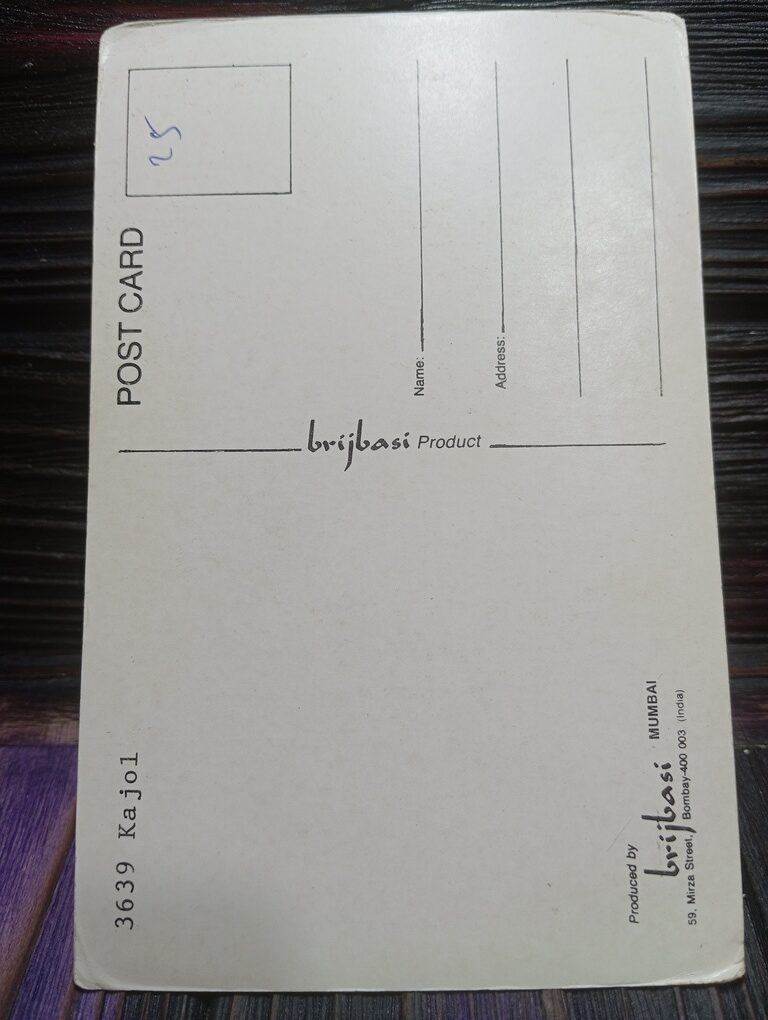 3639 Kajol
POST CARD
25
brijbasi Product
Name:
Address:
Produced by
brijbasi MUMBAI
59, Mirza Street, Bombay-400 003 (India)